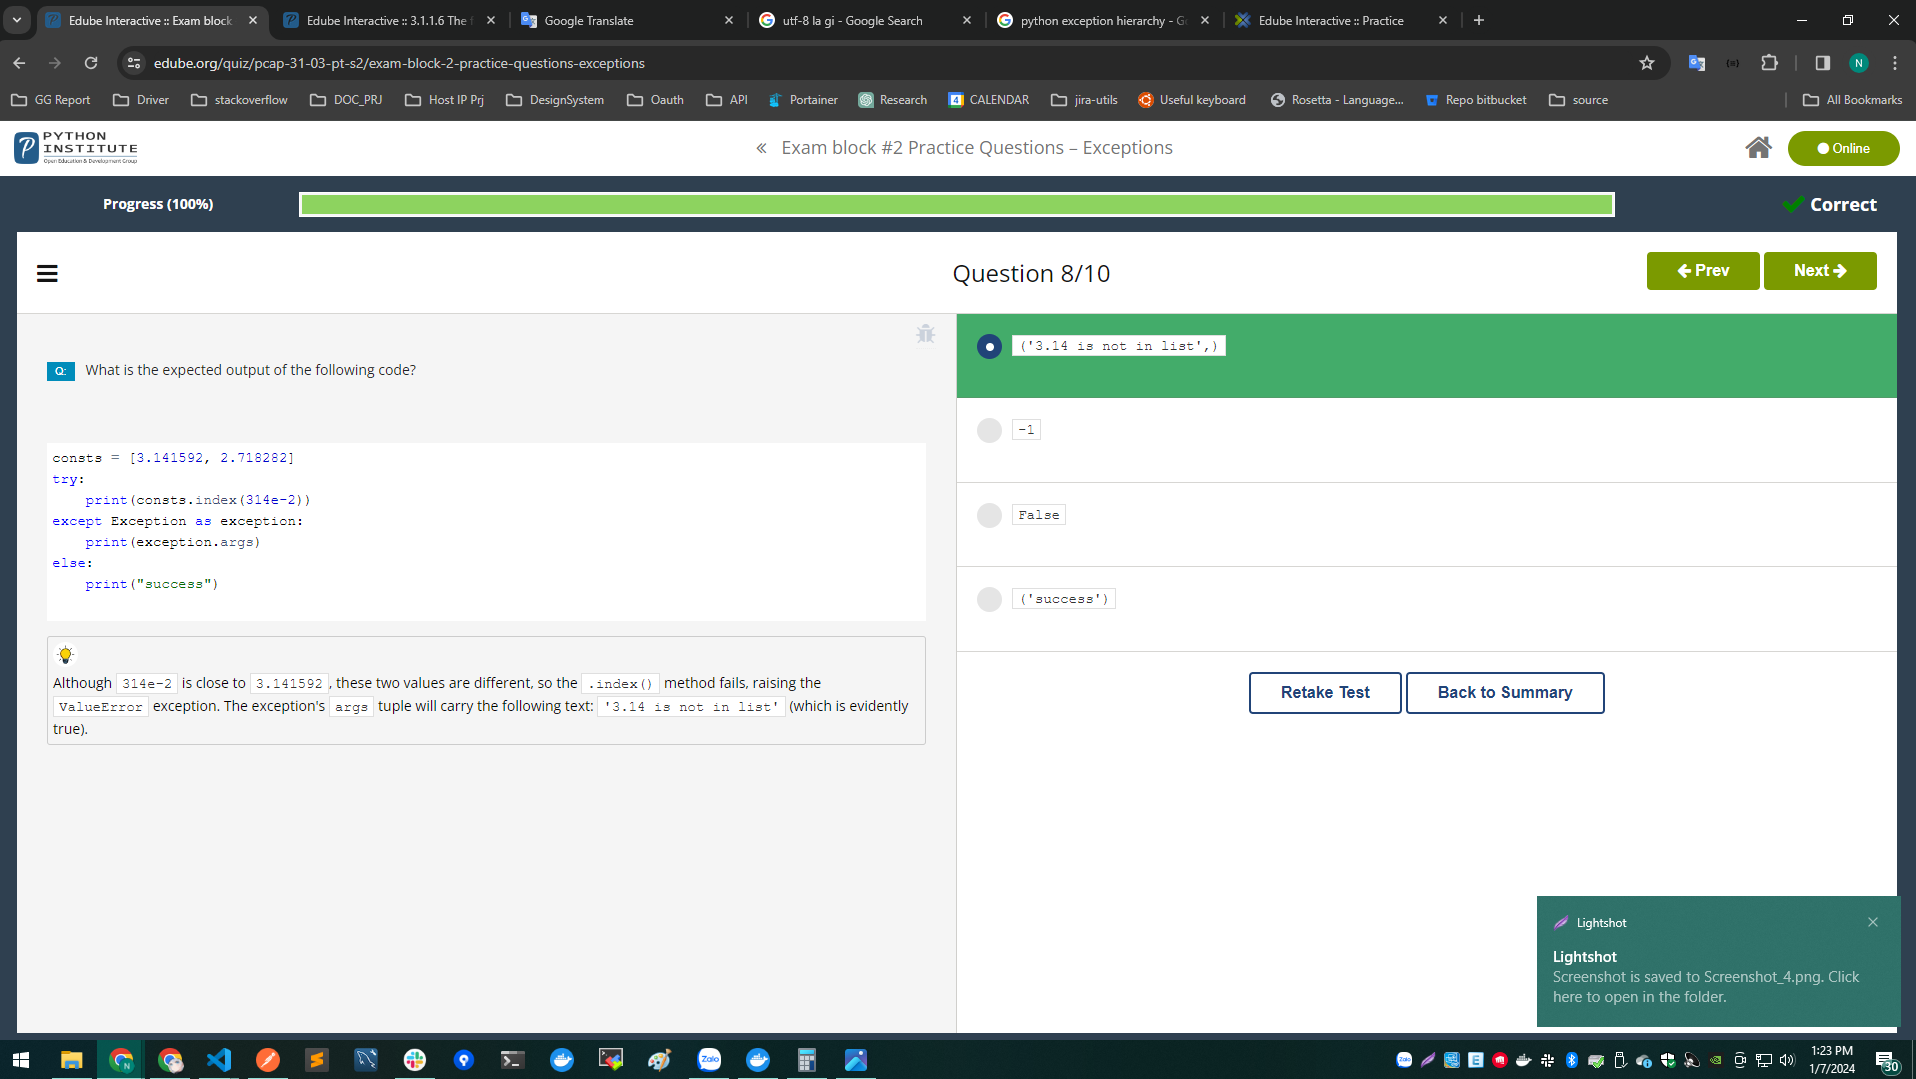 Edube Interactive :: Exam block
Edube Interactive :: 3.1.1.6 The f
Google Translate
utf-8 la gi - Google Search
python exception hierarchy - G
Edube Interactive :: Practice
edube.org/quiz/pcap-31-03-pt-s2/exam-block-2-practice-questions-exceptions
N
GG Report
Driver
stackoverflow
DOC_PRJ
Host IP Prj
DesignSystem
Oauth
API
Portainer
Research
CALENDAR
jira-utils
Useful keyboard
Rosetta - Language...
Repo bitbucket
source
All Bookmarks
PYTHON
INSTITUTE
Open Education & Development Group
« Exam block #2 Practice Questions – Exceptions
Online
Progress (100%)
Correct
Question 8/10
Prev
Next
Q: What is the expected output of the following code?
consts = [3.141592, 2.718282]
try:
print(consts.index(314e-2))
except Exception as exception:
print(exception.args)
else:
print("success")
Although 314e-2 is close to 3.141592 , these two values are different, so the .index() method fails, raising the
ValueError exception. The exception's args tuple will carry the following text: '3.14 is not in list' (which is evidently
true).
('3.14 is not in list',)
-1
False
('success')
Retake Test
Back to Summary
Lightshot
Lightshot
Screenshot is saved to Screenshot_4.png. Click
here to open in the folder.
Zalo
1:23 PM
1/7/2024
30